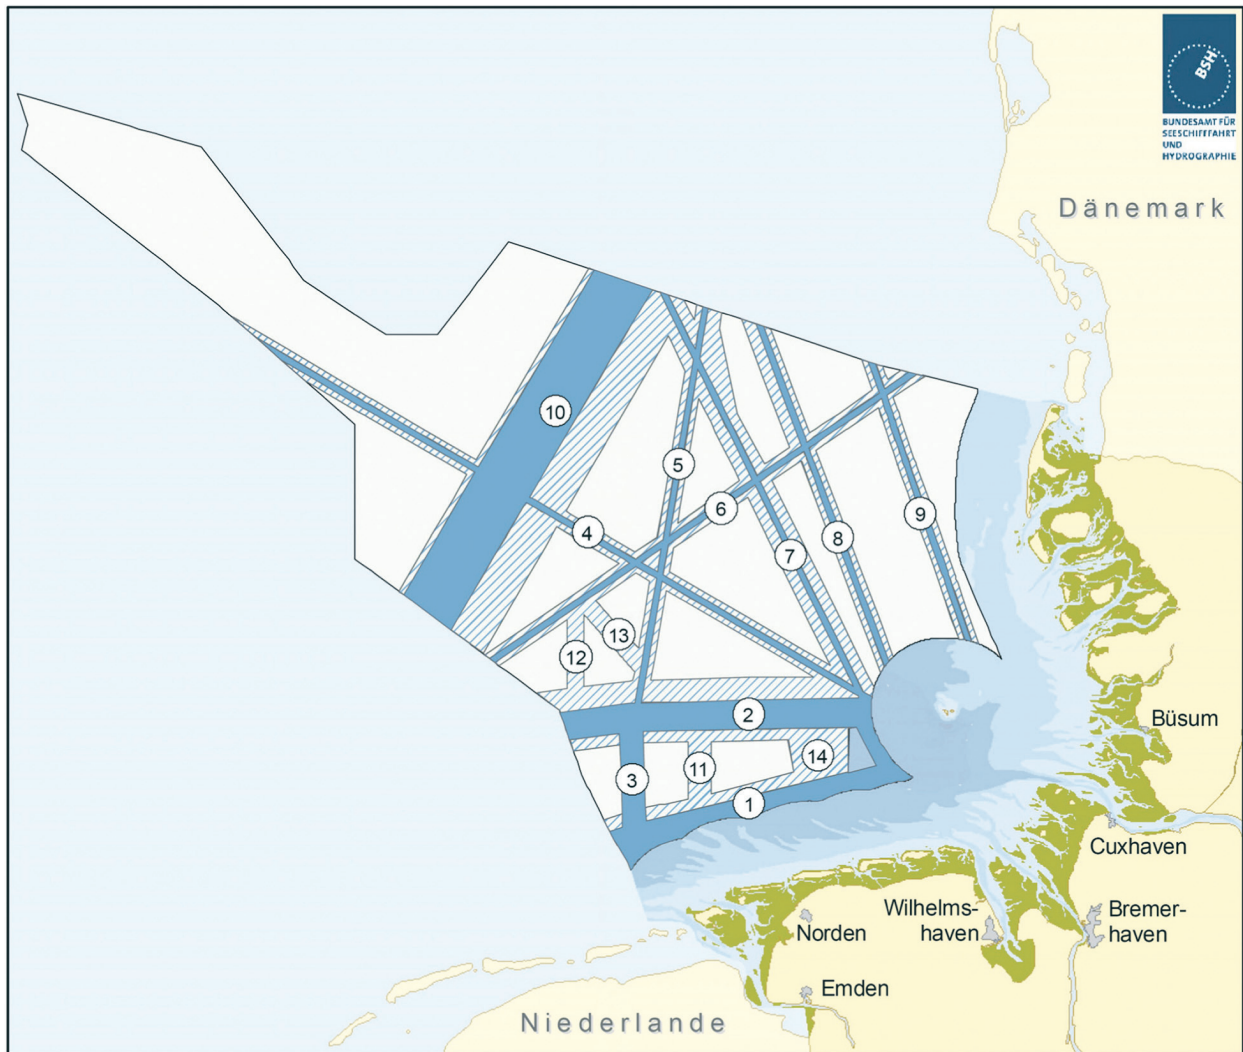 BSH
BUNDESAMT FÜR
SEESCHIFFFAHRT
UND
HYDROGRAPHIE
Dänemark
10
5
6
4
9
8
7
13
12
2
Büsum
14
11
3
1
Cuxhaven
Wilhelms-
haven
Bremer-
haven
Norden
Emden
Niederlande